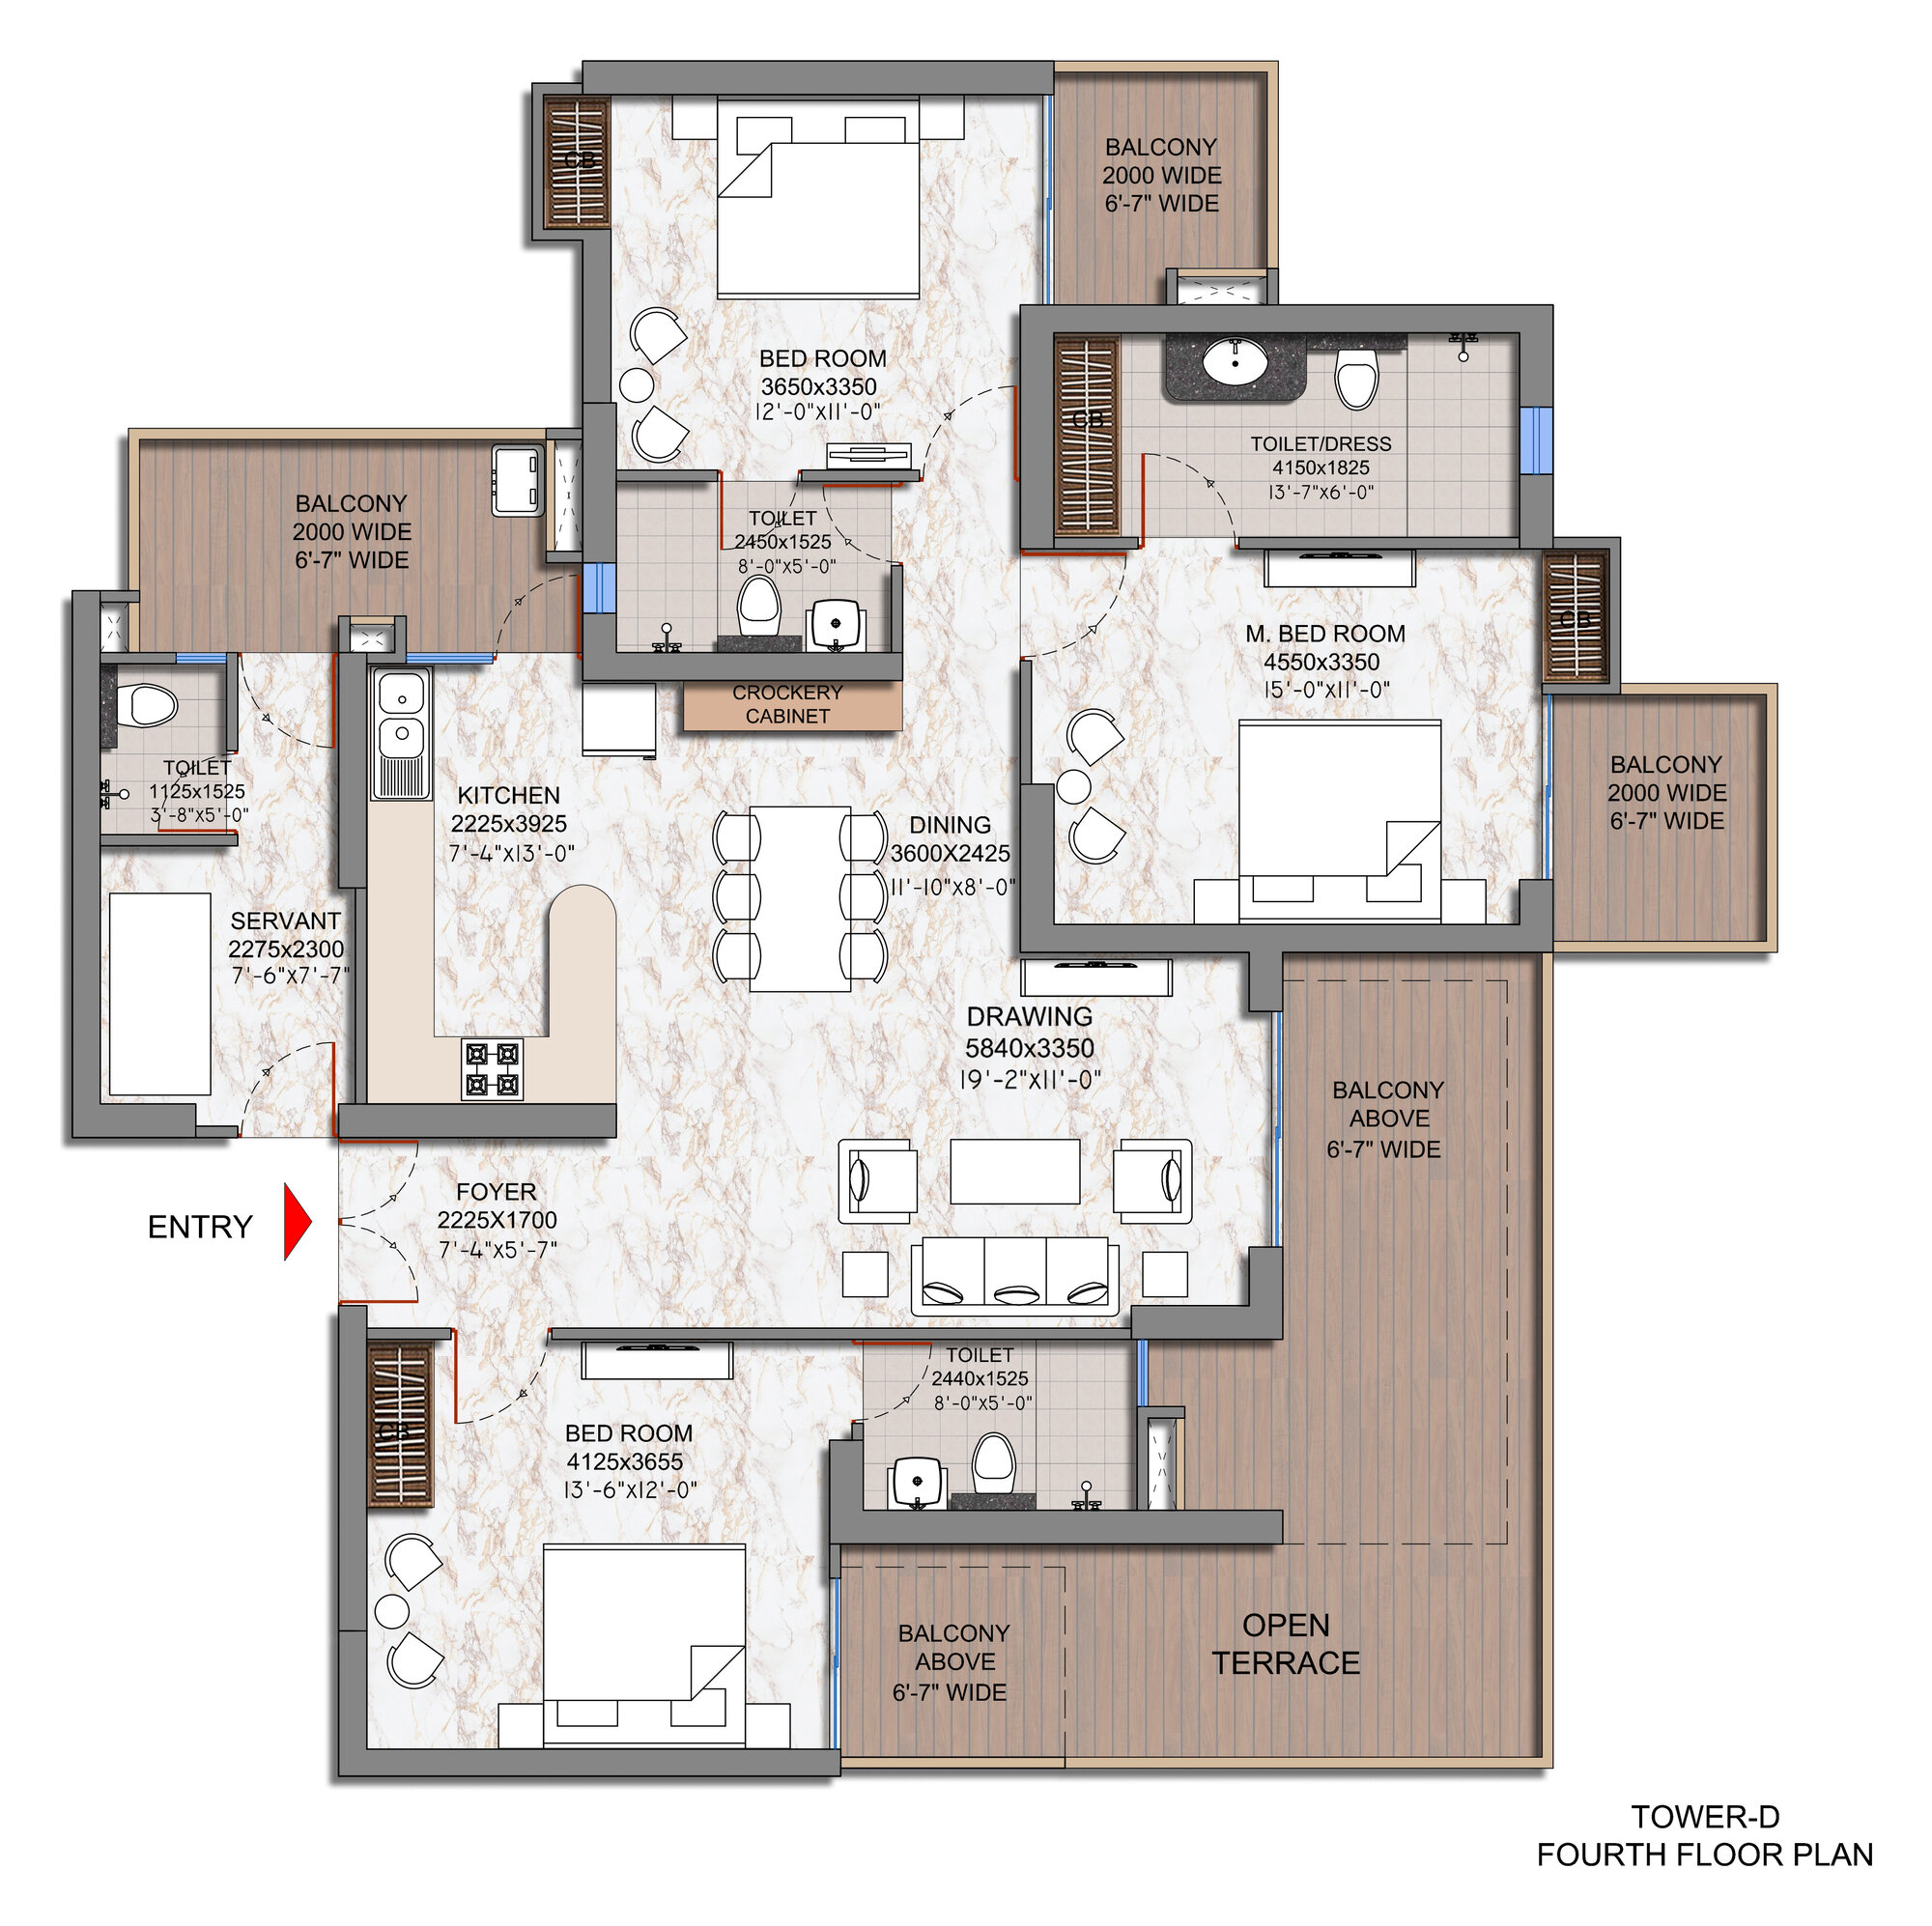 BALCONY
2000 WIDE
6'-7" WIDE
CB
BED ROOM
3650x3350
12'-0"x11'-0"
CB
TOILET/DRESS
4150x1825
13'-7"x6'-0"
BALCONY
2000 WIDE
6'-7" WIDE
TOILET
2450x1525
8'-0"x5'-0"
CB
M. BED ROOM
4550x3350
15'-0"x11'-0"
CROCKERY
CABINET
TOILET
1125x1525
3'-8"x5'-0"
KITCHEN
2225x3925
7'-4"x13'-0"
DINING
3600X2425
11'-10"x8'-0"
BALCONY
2000 WIDE
6'-7" WIDE
SERVANT
2275x2300
7'-6"x7'-7"
DRAWING
5840x3350
19'-2"x11'-0"
BALCONY
ABOVE
6'-7" WIDE
ENTRY
FOYER
2225X1700
7'-4"x5'-7"
TOILET
2440x1525
8'-0"x5'-0"
CB
BED ROOM
4125x3655
13'-6"x12'-0"
BALCONY
ABOVE
6'-7" WIDE
OPEN
TERRACE
TOWER-D
FOURTH FLOOR PLAN